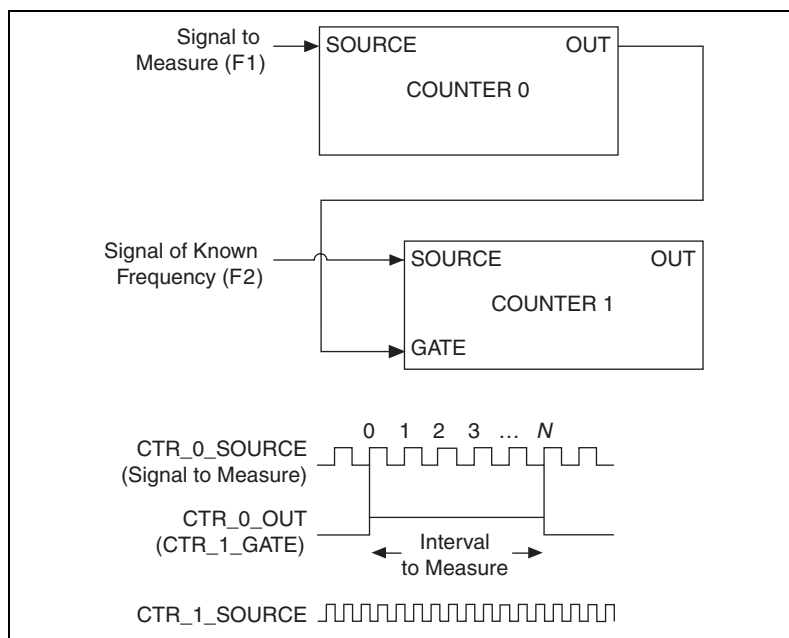 Signal to
Measure (F1)
SOURCE OUT
COUNTER 0
Signal of Known
Frequency (F2)
SOURCE OUT
COUNTER 1
GATE
0 1 2 3 … N
CTR_0_SOURCE
(Signal to Measure)
CTR_0_OUT
(CTR_1_GATE)
Interval
to Measure
CTR_1_SOURCE